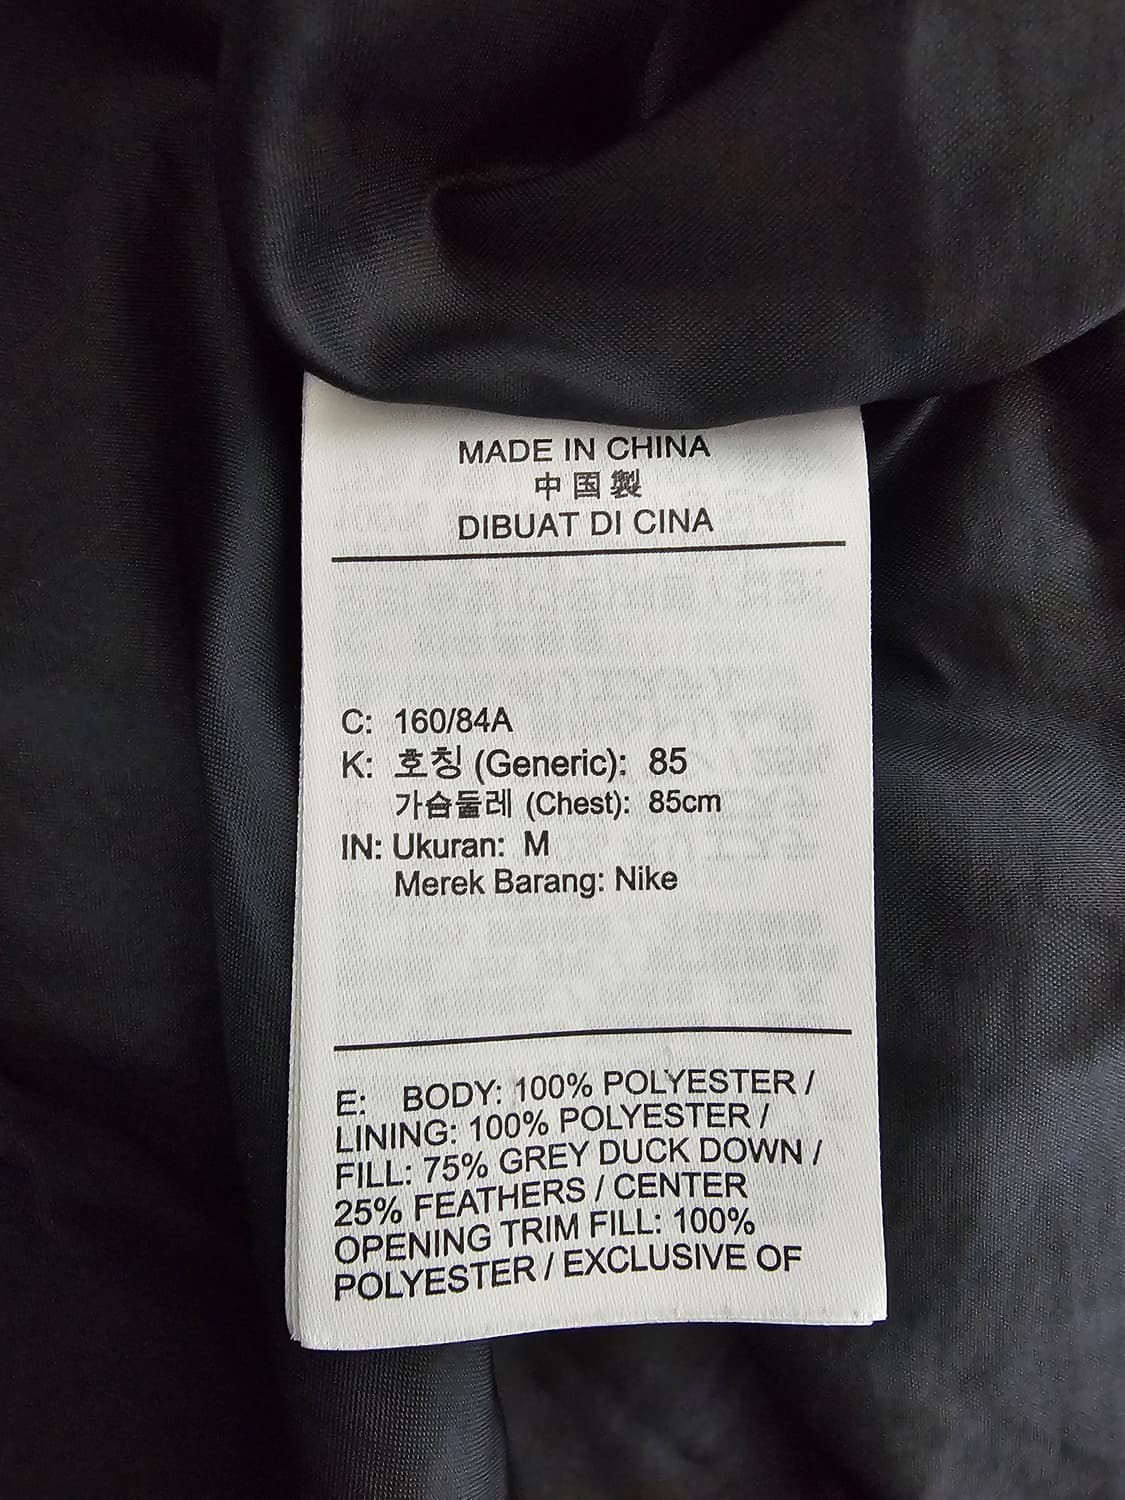 MADE IN CHINA
中国製
DIBUAT DI CINA
C: 160/84A
K: 호칭 (Generic): 85
가슴둘레 (Chest): 85cm
IN: Ukuran: M
Merek Barang: Nike
E: BODY: 100% POLYESTER /
LINING: 100% POLYESTER /
FILL: 75% GREY DUCK DOWN /
25% FEATHERS / CENTER
OPENING TRIM FILL: 100%
POLYESTER / EXCLUSIVE OF